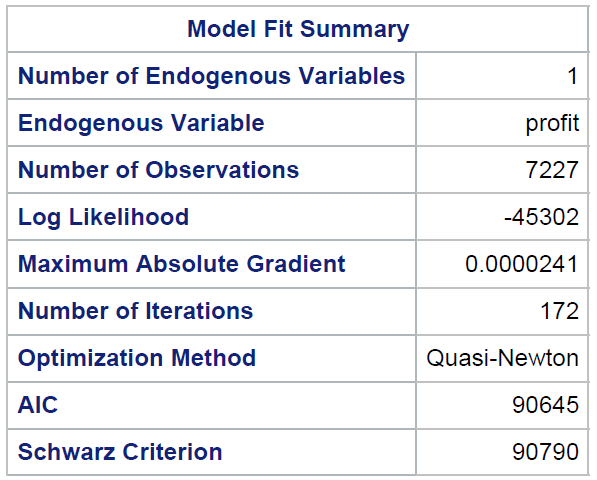 Model Fit Summary
Number of Endogenous Variables 1
Endogenous Variable profit
Number of Observations 7227
Log Likelihood -45302
Maximum Absolute Gradient 0.0000241
Number of Iterations 172
Optimization Method Quasi-Newton
AIC 90645
Schwarz Criterion 90790